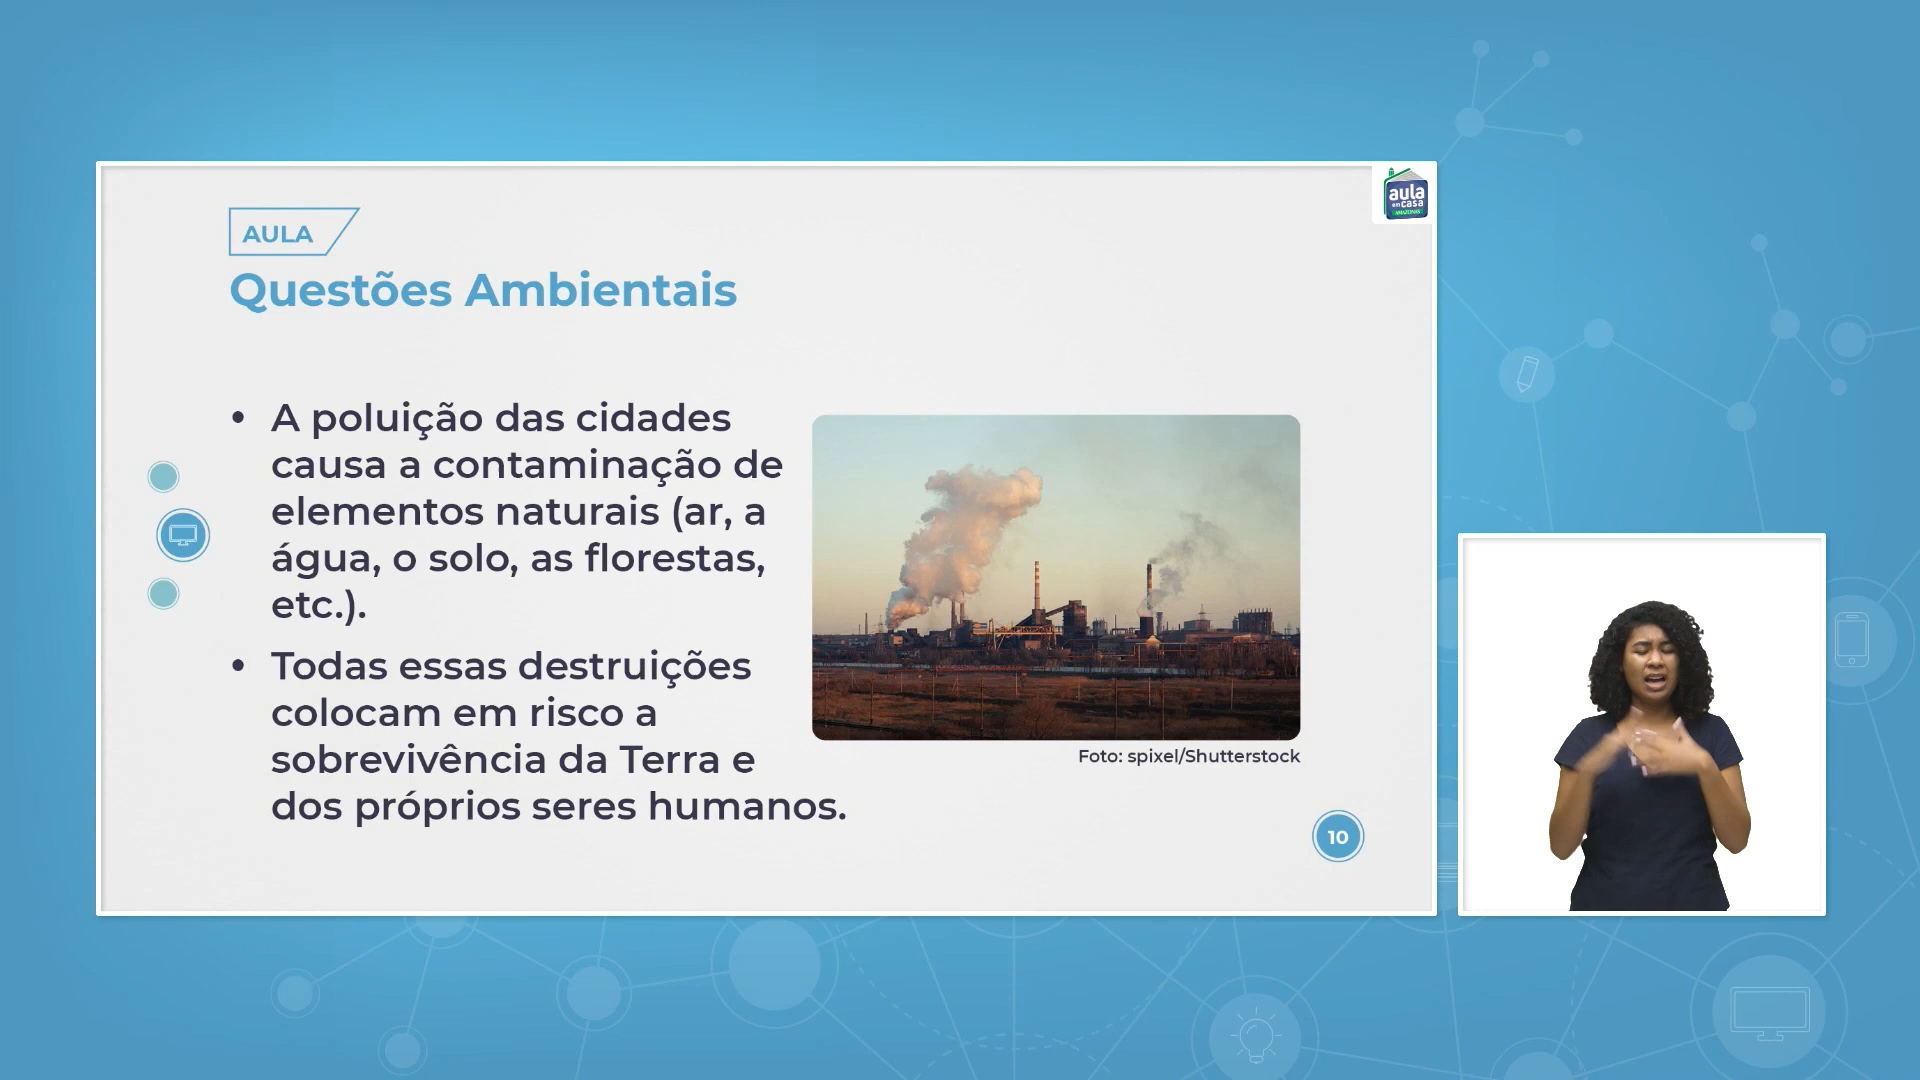 aula
em casa
AMAZONAS
AULA
Questões Ambientais
• A poluição das cidades
causa a contaminação de
elementos naturais (ar, a
água, o solo, as florestas,
etc.).
• Todas essas destruições
colocam em risco a
sobrevivência da Terra e
dos próprios seres humanos.
Foto: spixel/Shutterstock
10